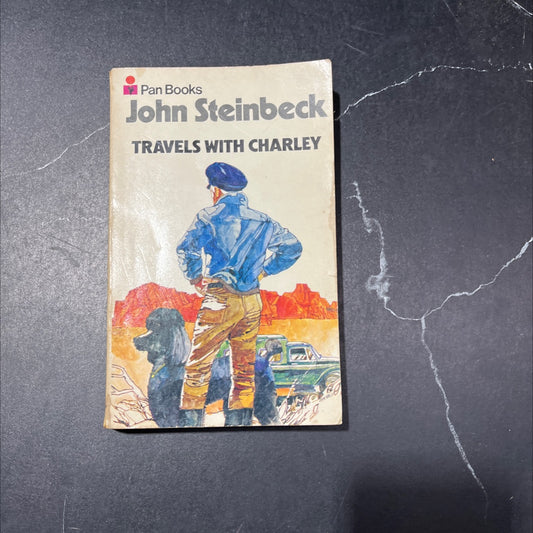 Pan Books
John Steinbeck
TRAVELS WITH CHARLEY